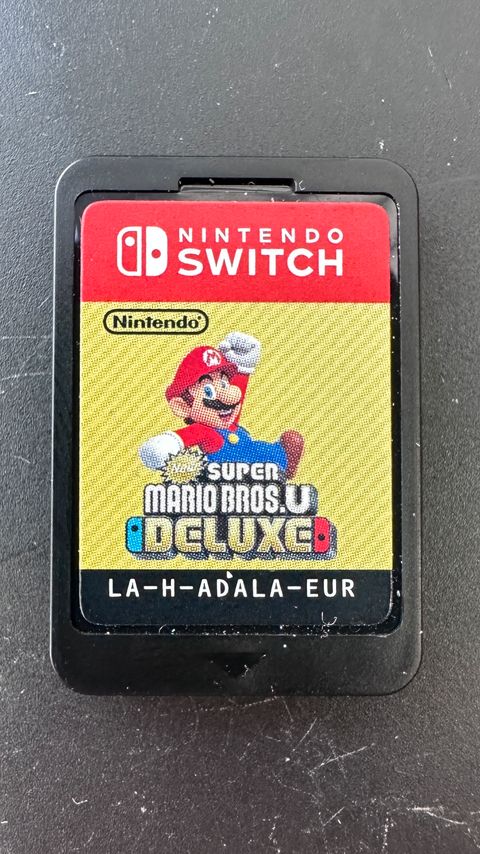 NINTENDO
SWITCH
Nintendo
M
New
SUPER
MARIO BROS. U
DELUXE
LA-H-ADALA-EUR